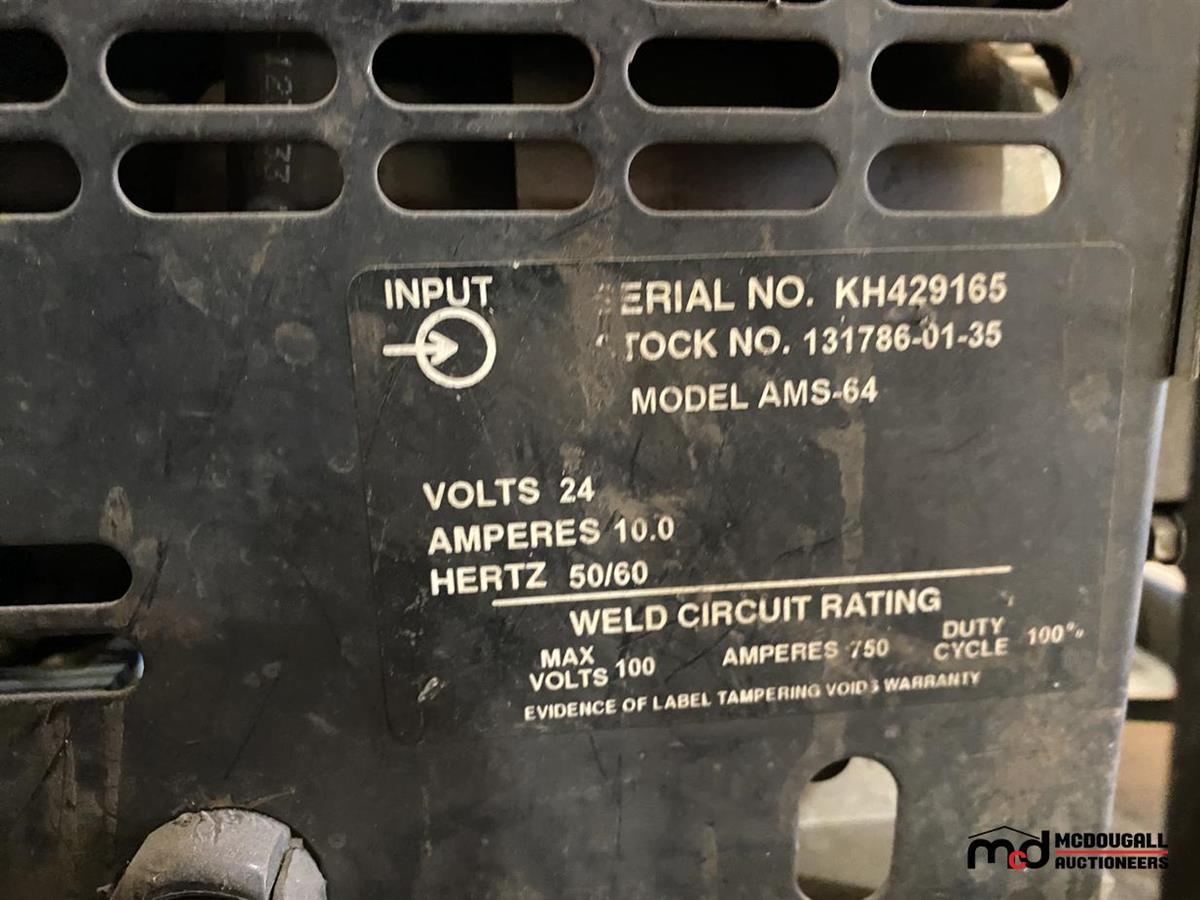 INPUT
ERIAL NO. KH429165
TOCK NO. 131786-01-35
MODEL AMS-64
VOLTS 24
AMPERES 10.0
HERTZ 50/60
WELD CIRCUIT RATING
MAX VOLTS 100 AMPERES 750 DUTY CYCLE 100%
EVIDENCE OF LABEL TAMPERING VOIDS WARRANTY
mcd MCDOUGALL
AUCTIONEERS